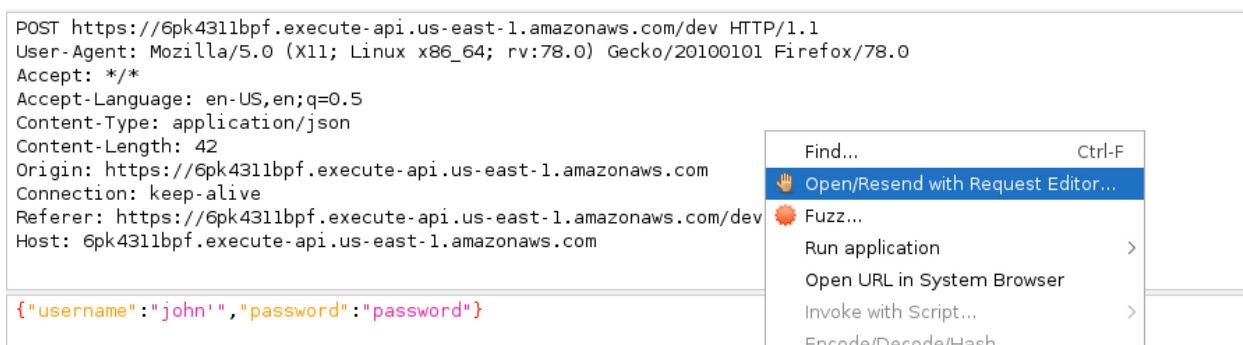 POST https://6pk4311bpf.execute-api.us-east-1.amazonaws.com/dev HTTP/1.1
User-Agent: Mozilla/5.0 (X11; Linux x86_64; rv:78.0) Gecko/20100101 Firefox/78.0
Accept: */*
Accept-Language: en-US,en;q=0.5
Content-Type: application/json
Content-Length: 42
Origin: https://6pk4311bpf.execute-api.us-east-1.amazonaws.com
Connection: keep-alive
Referer: https://6pk4311bpf.execute-api.us-east-1.amazonaws.com/dev
Host: 6pk4311bpf.execute-api.us-east-1.amazonaws.com
{"username":"john'","password":"password"}
Find... Ctrl-F
Open/Resend with Request Editor...
Fuzz...
Run application
Open URL in System Browser
Invoke with Script...
Encode/Decode/Hash...